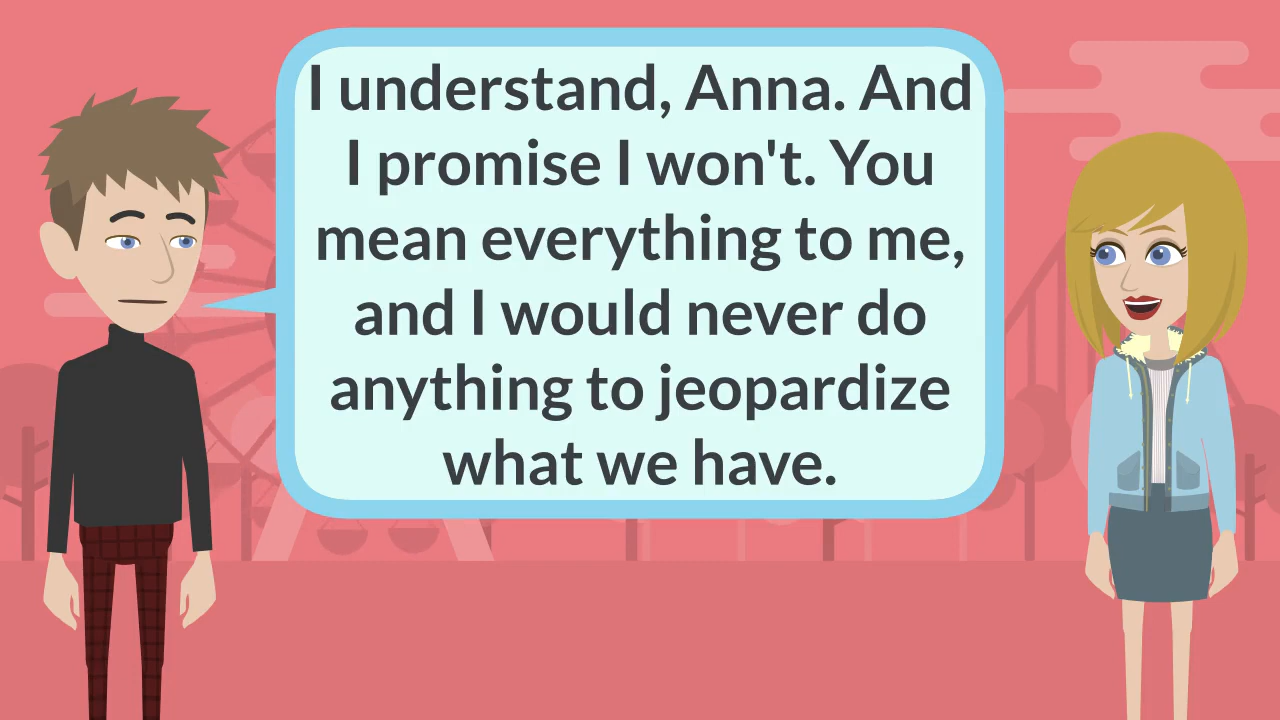 I understand, Anna. And
I promise I won't. You
mean everything to me,
and I would never do
anything to jeopardize
what we have.